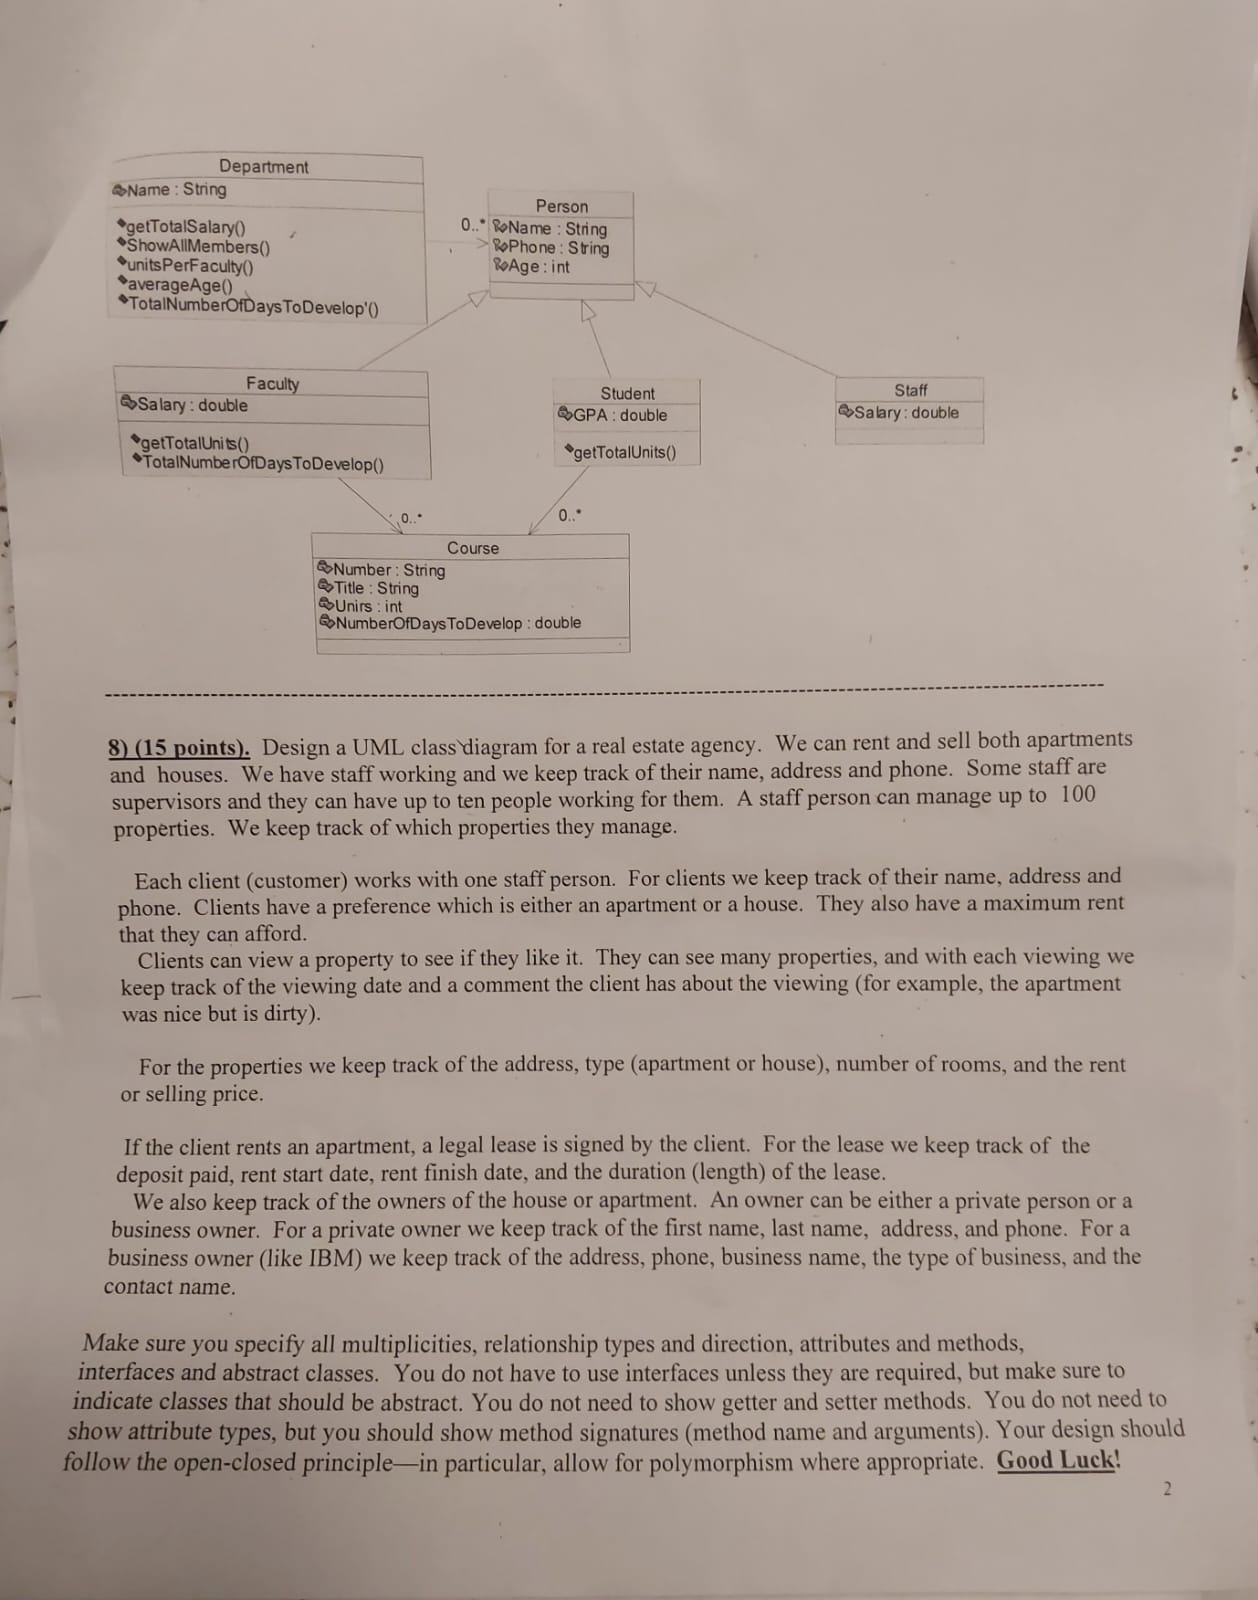 Department
Name : String
getTotalSalary()
ShowAllMembers()
unitsPerFaculty()
averageAge()
TotalNumberOfDaysToDevelop'()
Person
0..*
Name : String
Phone : String
Age : int
Faculty
Salary : double
getTotalUnits()
TotalNumberOfDaysToDevelop()
Student
GPA : double
getTotalUnits()
Staff
Salary : double
0..*
0..*
Course
Number : String
Title : String
Unirs : int
NumberOfDaysToDevelop : double
8) (15 points). Design a UML class diagram for a real estate agency. We can rent and sell both apartments
and houses. We have staff working and we keep track of their name, address and phone. Some staff are
supervisors and they can have up to ten people working for them. A staff person can manage up to 100
properties. We keep track of which properties they manage.
Each client (customer) works with one staff person. For clients we keep track of their name, address and
phone. Clients have a preference which is either an apartment or a house. They also have a maximum rent
that they can afford.
Clients can view a property to see if they like it. They can see many properties, and with each viewing we
keep track of the viewing date and a comment the client has about the viewing (for example, the apartment
was nice but is dirty).
For the properties we keep track of the address, type (apartment or house), number of rooms, and the rent
or selling price.
If the client rents an apartment, a legal lease is signed by the client. For the lease we keep track of the
deposit paid, rent start date, rent finish date, and the duration (length) of the lease.
We also keep track of the owners of the house or apartment. An owner can be either a private person or a
business owner. For a private owner we keep track of the first name, last name, address, and phone. For a
business owner (like IBM) we keep track of the address, phone, business name, the type of business, and the
contact name.
Make sure you specify all multiplicities, relationship types and direction, attributes and methods,
interfaces and abstract classes. You do not have to use interfaces unless they are required, but make sure to
indicate classes that should be abstract. You do not need to show getter and setter methods. You do not need to
show attribute types, but you should show method signatures (method name and arguments). Your design should
follow the open-closed principle—in particular, allow for polymorphism where appropriate. Good Luck!
2